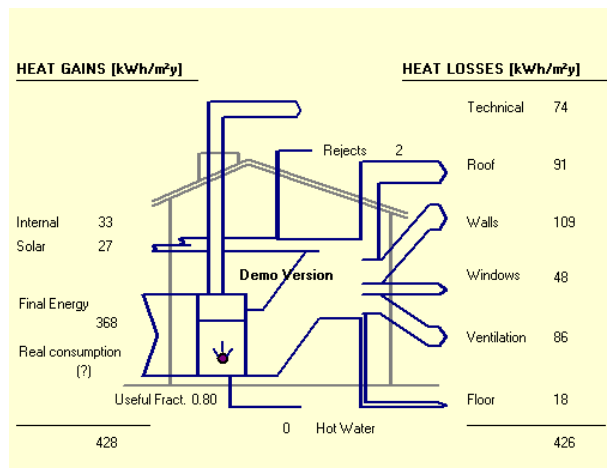 HEAT GAINS [kWh/m²y]
HEAT LOSSES [kWh/m²y]
Technical 74
Rejects 2
Roof 91
Internal 33
Walls 109
Solar 27
Demo Version
Windows 48
Final Energy
368
Real consumption
(?)
Ventilation 86
Useful Fract. 0.80
Floor 18
0 Hot Water
428
426